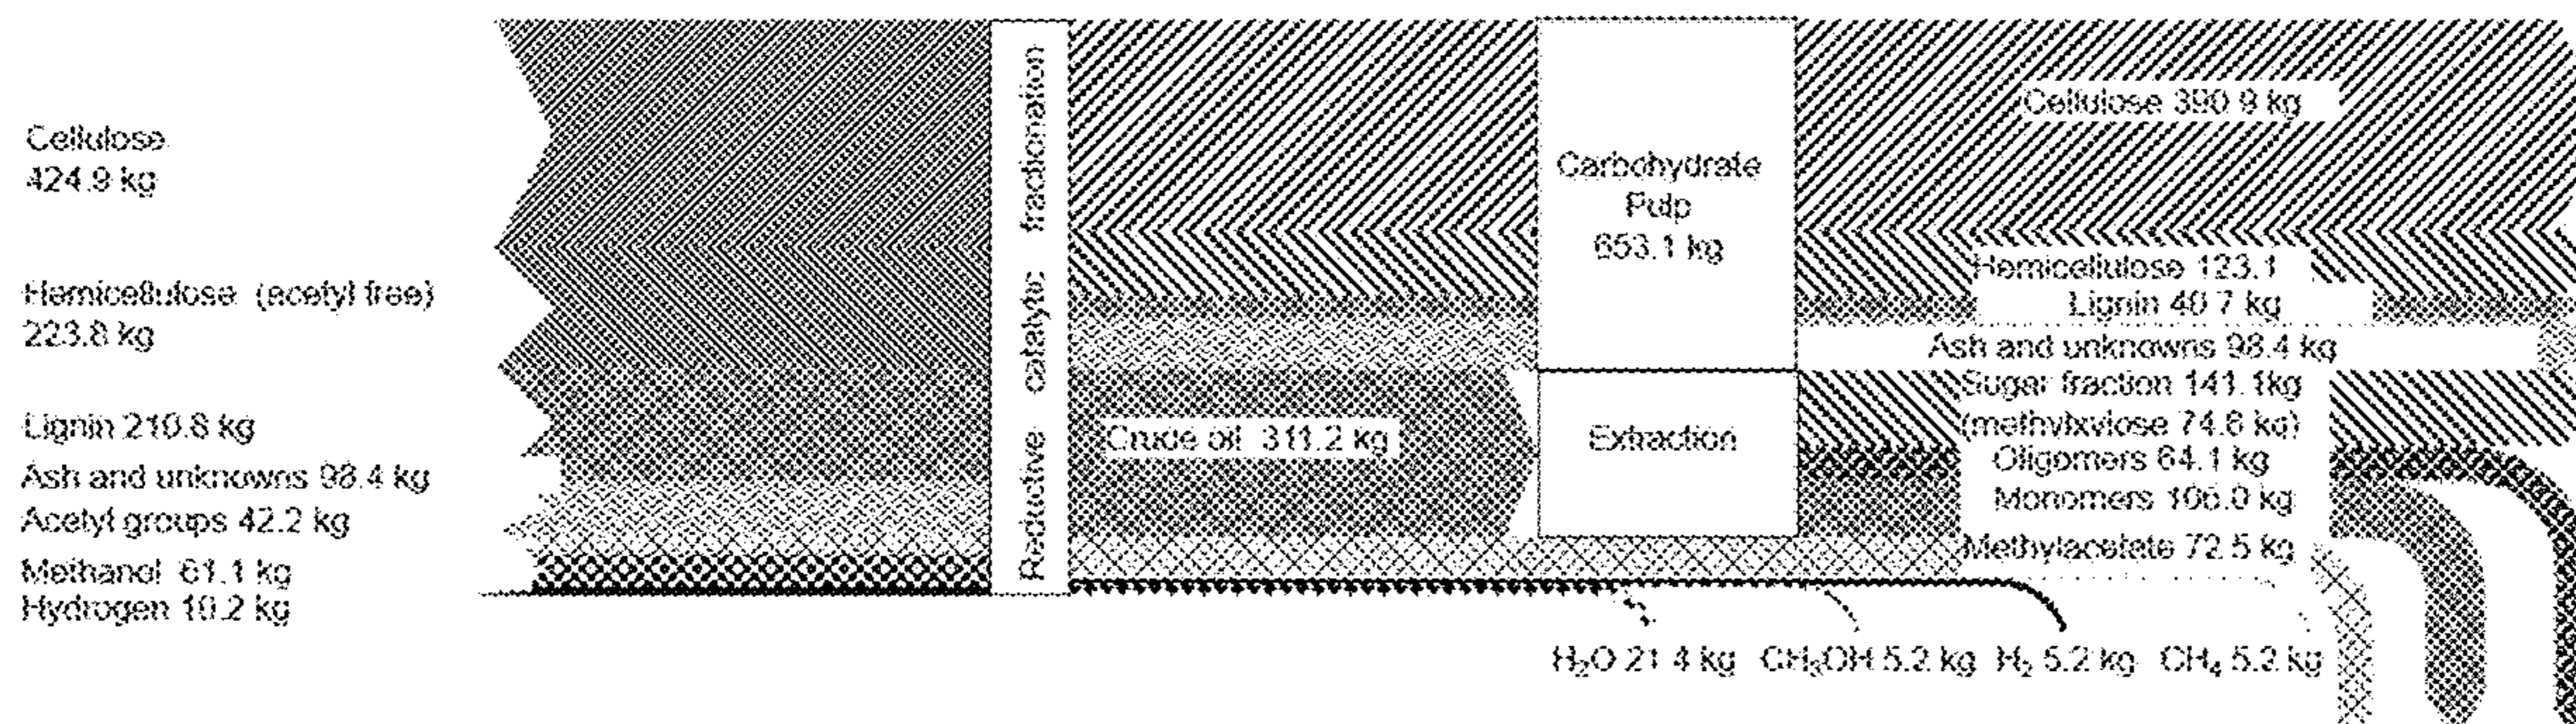 Cellulose
424.9 kg
Hemicellulose (acetyl free)
223.8 kg
Lignin 210.8 kg
Ash and unknowns 98.4 kg
Acetyl groups 42.2 kg
Methanol 61.1 kg
Hydrogen 10.2 kg
Reductive catalytic fractionation
Crude oil 311.2 kg
Carbohydrate
Pulp
653.1 kg
Extraction
Cellulose 390.9 kg
Hemicellulose 123.1
Lignin 40.7 kg
Ash and unknowns 98.4 kg
Sugar fraction 141.1kg
(methylxylose 74.6 kg)
Oligomers 64.1 kg
Monomers 106.0 kg
Methylacetate 72.5 kg
H₂O 21.4 kg CH₃OH 5.2 kg H₂ 5.2 kg CH₄ 5.2 kg